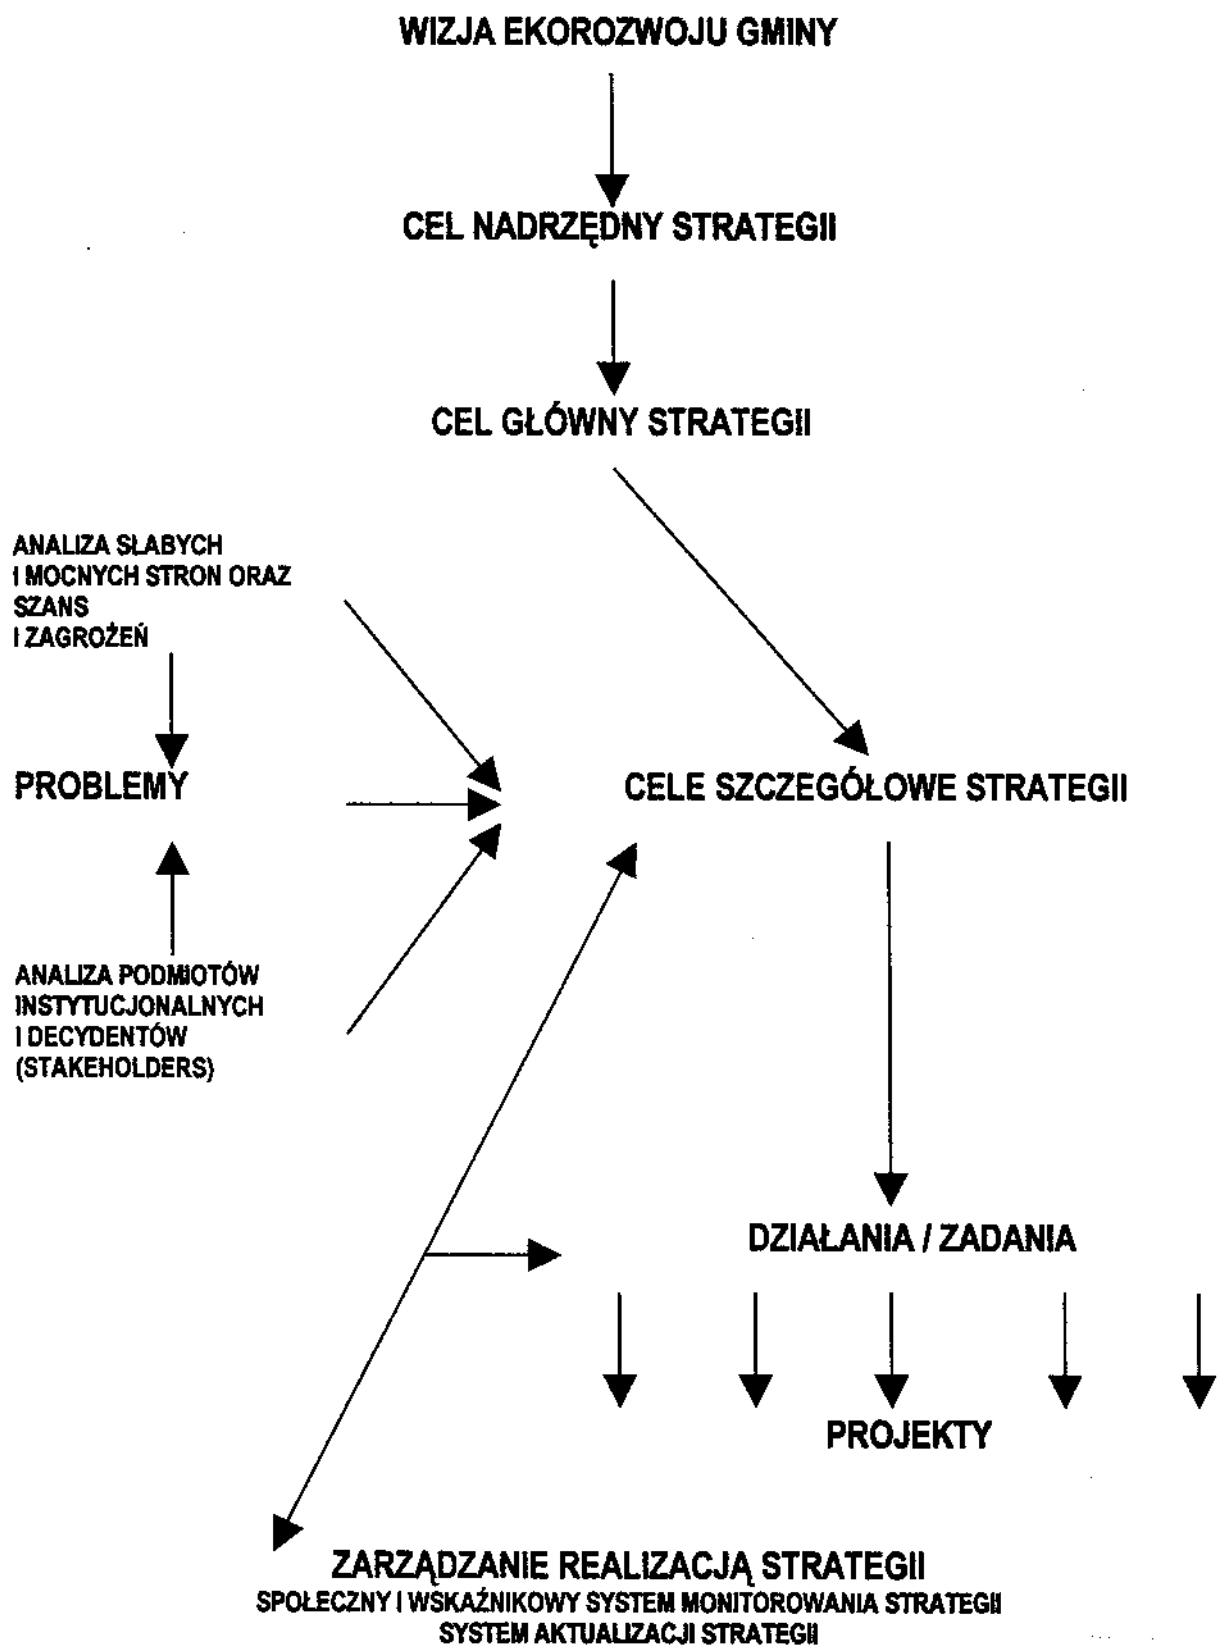 WIZJA EKOROZWOJU GMINY
CEL NADRZĘDNY STRATEGII
CEL GŁÓWNY STRATEGII
ANALIZA SŁABYCH
I MOCNYCH STRON ORAZ
SZANS
I ZAGROŻEŃ
PROBLEMY
CELE SZCZEGÓŁOWE STRATEGII
ANALIZA PODMIOTÓW
INSTYTUCJONALNYCH
I DECYDENTÓW
(STAKEHOLDERS)
DZIAŁANIA / ZADANIA
PROJEKTY
ZARZĄDZANIE REALIZACJĄ STRATEGII
SPOŁECZNY I WSKAŹNIKOWY SYSTEM MONITOROWANIA STRATEGII
SYSTEM AKTUALIZACJI STRATEGII